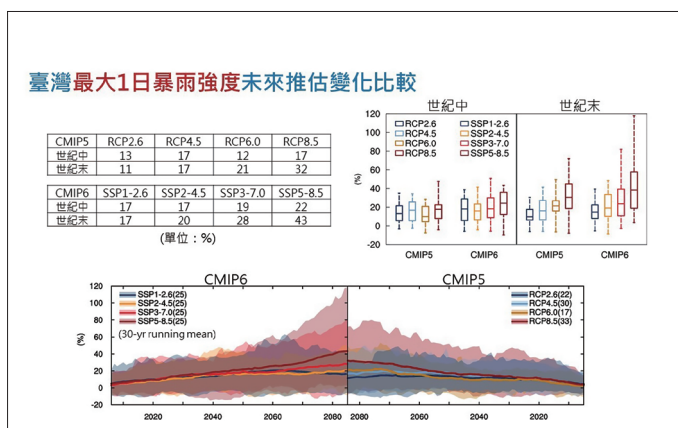 臺灣最大1日暴雨強度未來推估變化比較
CMIP5 RCP2.6 RCP4.5 RCP6.0 RCP8.5
世紀中 13 17 12 17
世紀末 11 17 21 32
CMIP6 SSP1-2.6 SSP2-4.5 SSP3-7.0 SSP5-8.5
世紀中 17 17 19 22
世紀末 17 20 28 43
(單位：%)
世紀中 世紀末
120
100
80
60
40
20
0
-20
(%)
RCP2.6 SSP1-2.6
RCP4.5 SSP2-4.5
RCP6.0 SSP3-7.0
RCP8.5 SSP5-8.5
CMIP5 CMIP6 CMIP5 CMIP6
CMIP6 CMIP5
120
100
80
60
40
20
0
-20
(%)
SSP1-2.6(25)
SSP2-4.5(25)
SSP3-7.0(25)
SSP5-8.5(25)
(30-yr running mean)
RCP2.6(22)
RCP4.5(30)
RCP6.0(17)
RCP8.5(33)
2020 2040 2060 2080 2080 2060 2040 2020